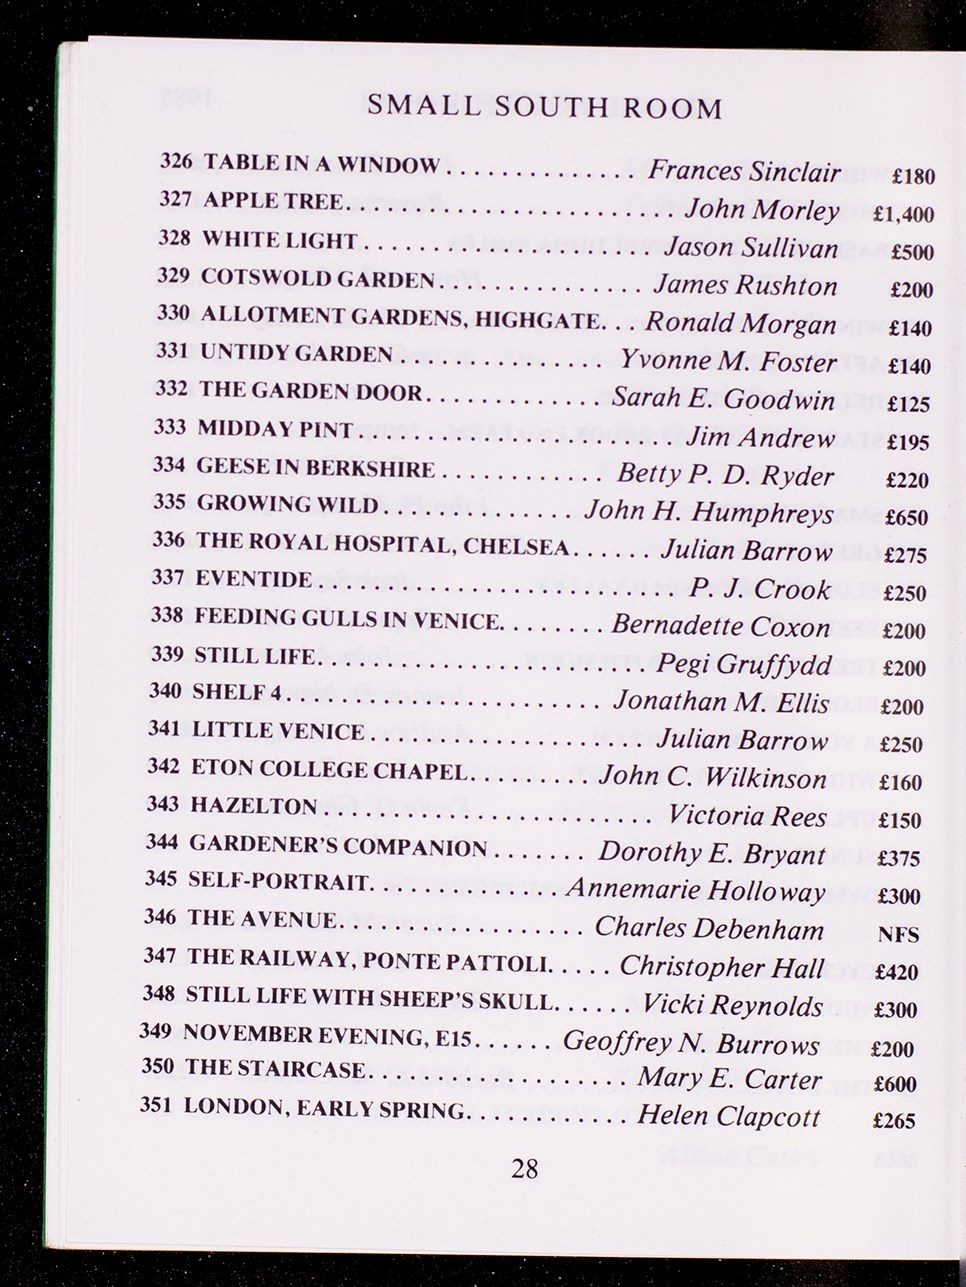 SMALL SOUTH ROOM
326 TABLE IN A WINDOW . . . . . . . . . . . . . Frances Sinclair £180
327 APPLE TREE. . . . . . . . . . . . . . . . . . . . . . . John Morley £1,400
328 WHITE LIGHT. . . . . . . . . . . . . . . . . . . . Jason Sullivan £500
329 COTSWOLD GARDEN. . . . . . . . . . . . . . James Rushton £200
330 ALLOTMENT GARDENS, HIGHGATE. . . Ronald Morgan £140
331 UNTIDY GARDEN . . . . . . . . . . . . . . Yvonne M. Foster £140
332 THE GARDEN DOOR. . . . . . . . . . . . Sarah E. Goodwin £125
333 MIDDAY PINT. . . . . . . . . . . . . . . . . . . . . . Jim Andrew £195
334 GEESE IN BERKSHIRE . . . . . . . . . . . Betty P. D. Ryder £220
335 GROWING WILD. . . . . . . . . . . . . John H. Humphreys £650
336 THE ROYAL HOSPITAL, CHELSEA. . . . . . Julian Barrow £275
337 EVENTIDE . . . . . . . . . . . . . . . . . . . . . . . . . P. J. Crook £250
338 FEEDING GULLS IN VENICE. . . . . . . . Bernadette Coxon £200
339 STILL LIFE. . . . . . . . . . . . . . . . . . . . . . Pegi Gruffydd £200
340 SHELF 4. . . . . . . . . . . . . . . . . . . . . . Jonathan M. Ellis £200
341 LITTLE VENICE . . . . . . . . . . . . . . . . . . Julian Barrow £250
342 ETON COLLEGE CHAPEL. . . . . . . . . John C. Wilkinson £160
343 HAZELTON . . . . . . . . . . . . . . . . . . . . . . Victoria Rees £150
344 GARDENER'S COMPANION . . . . . . . Dorothy E. Bryant £375
345 SELF-PORTRAIT. . . . . . . . . . . . . . Annemarie Holloway £300
346 THE AVENUE. . . . . . . . . . . . . . . . . . Charles Debenham NFS
347 THE RAILWAY, PONTE PATTOLI. . . . . Christopher Hall £420
348 STILL LIFE WITH SHEEP'S SKULL. . . . . . Vicki Reynolds £300
349 NOVEMBER EVENING, E15. . . . . . Geoffrey N. Burrows £200
350 THE STAIRCASE. . . . . . . . . . . . . . . . . . Mary E. Carter £600
351 LONDON, EARLY SPRING. . . . . . . . . . . . Helen Clapcott £265
28